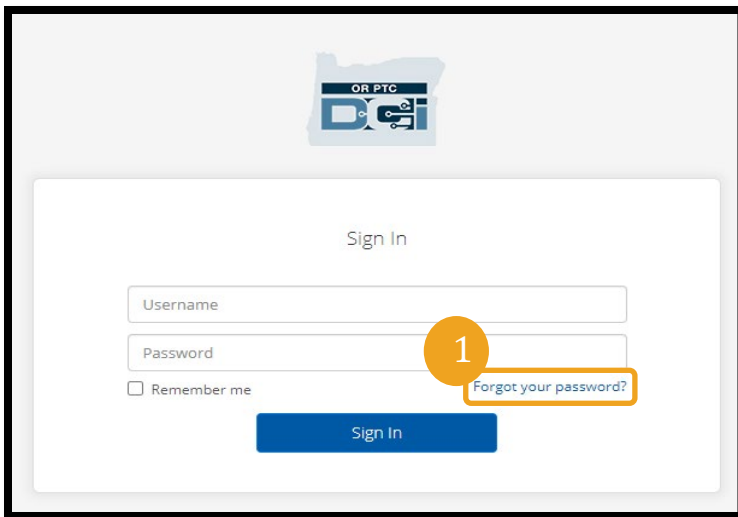 OR PTC
DCi
Sign In
Username
Password
1
Remember me
Forgot your password?
Sign In